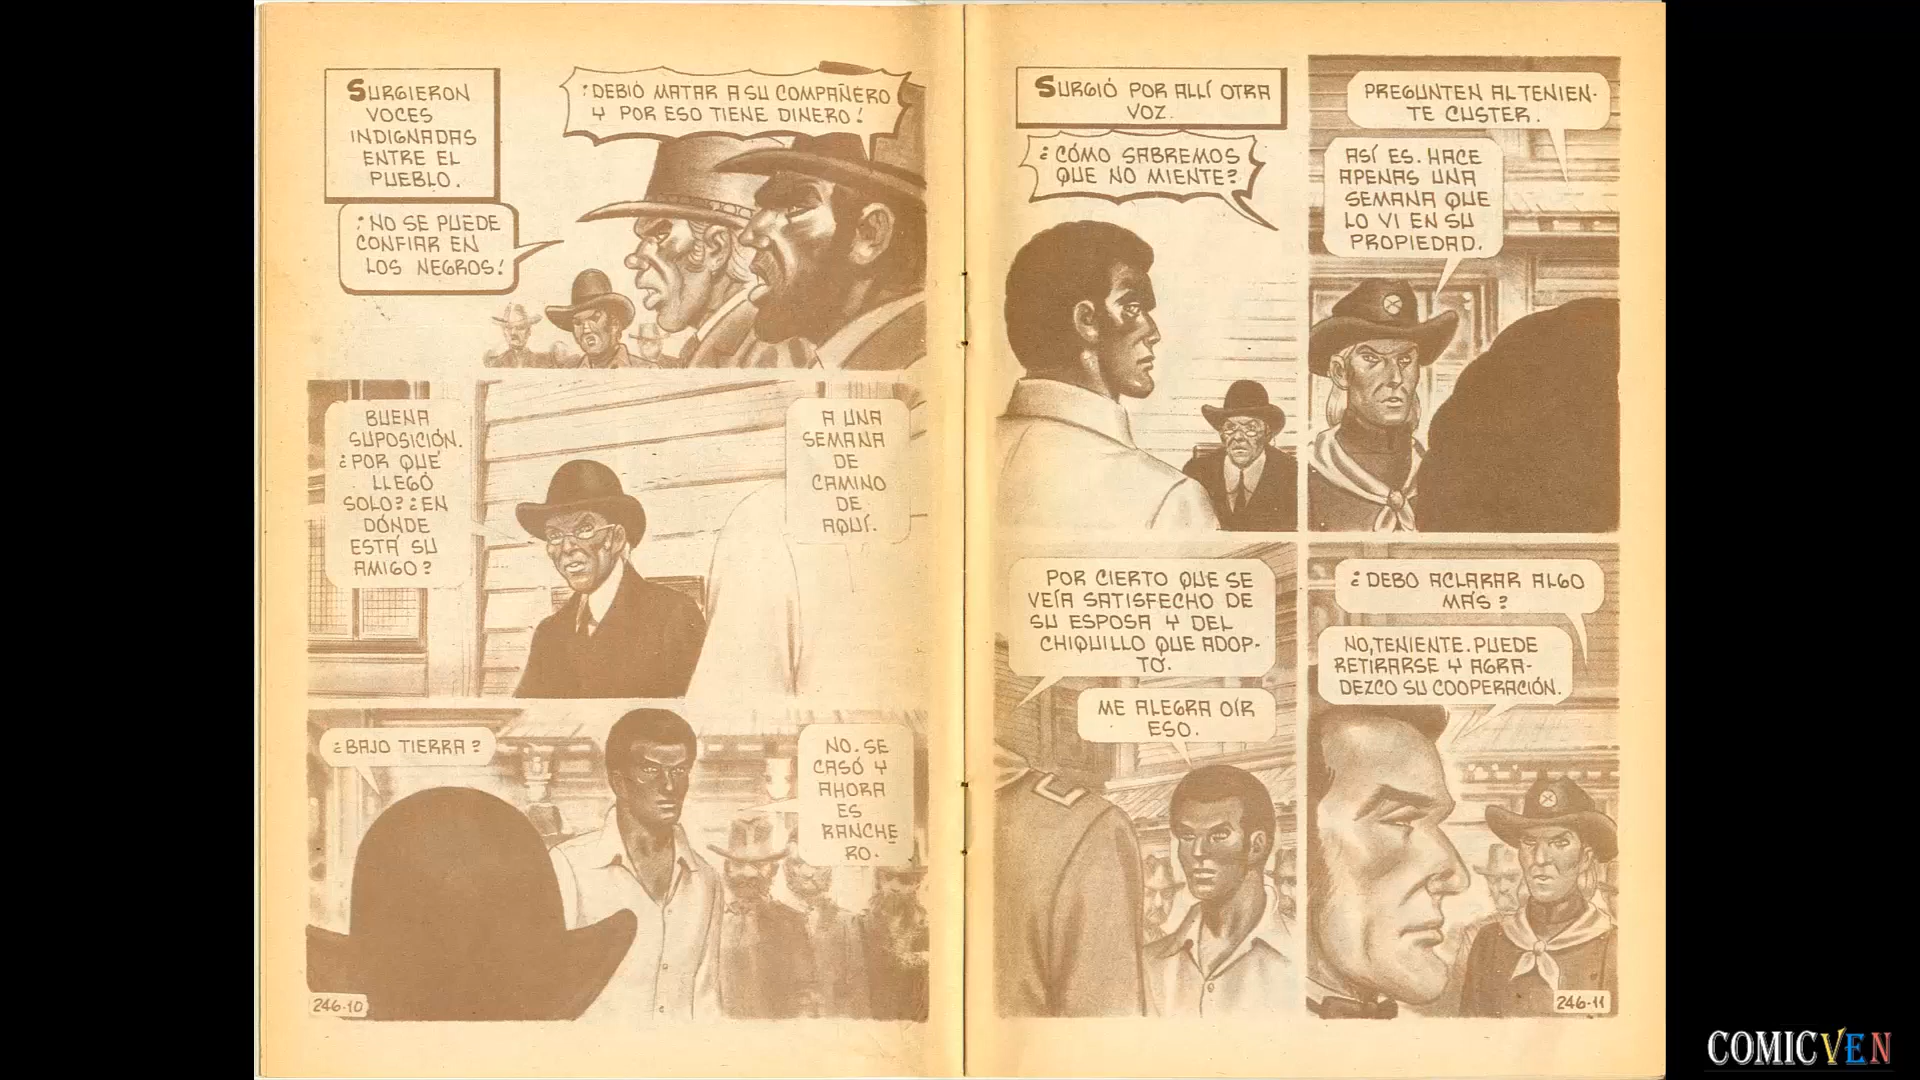 SURGIERON
VOCES
INDIGNADAS
ENTRE EL
PUEBLO.
¡DEBIÓ MATAR A SU COMPAÑERO
Y POR ESO TIENE DINERO!
¡NO SE PUEDE
CONFIAR EN
LOS NEGROS!
BUENA
SUPOSICIÓN.
¿POR QUÉ
LLEGÓ
SOLO? ¿EN
DÓNDE
ESTÁ SU
AMIGO?
A UNA
SEMANA
DE
CAMINO
DE
AQUÍ.
¿BAJO TIERRA?
NO. SE
CASÓ Y
AHORA
ES
RANCHE
RO.
246-10
SURGIÓ POR ALLÍ OTRA
VOZ.
¿CÓMO SABREMOS
QUE NO MIENTE?
PREGUNTEN AL TENIEN-
TE CUSTER.
ASÍ ES. HACE
APENAS UNA
SEMANA QUE
LO VI EN SU
PROPIEDAD.
POR CIERTO QUE SE
VEÍA SATISFECHO DE
SU ESPOSA Y DEL
CHIQUILLO QUE ADOP-
TÓ.
ME ALEGRA OÍR
ESO.
¿DEBO ACLARAR ALGO
MÁS?
NO, TENIENTE. PUEDE
RETIRARSE Y AGRA-
DEZCO SU COOPERACIÓN.
246-11
COMICVEN